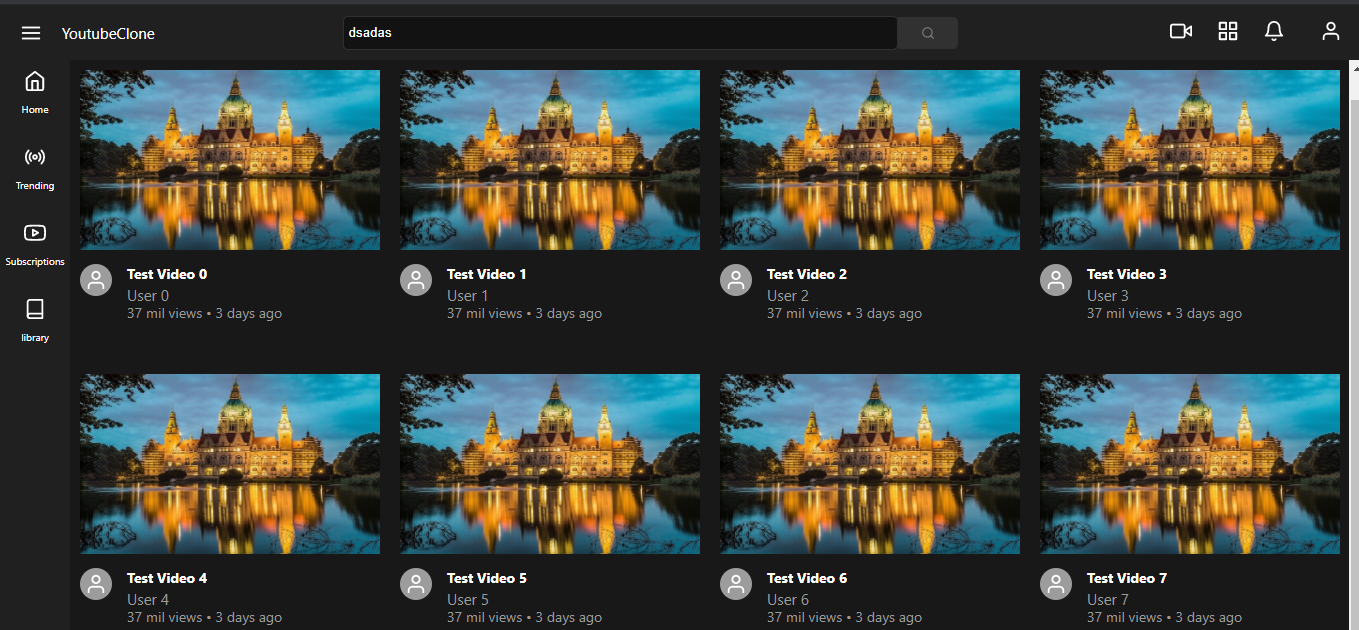 YoutubeClone
dsadas
Home
Trending
Subscriptions
library
Test Video 0
User 0
37 mil views • 3 days ago
Test Video 1
User 1
37 mil views • 3 days ago
Test Video 2
User 2
37 mil views • 3 days ago
Test Video 3
User 3
37 mil views • 3 days ago
Test Video 4
User 4
37 mil views • 3 days ago
Test Video 5
User 5
37 mil views • 3 days ago
Test Video 6
User 6
37 mil views • 3 days ago
Test Video 7
User 7
37 mil views • 3 days ago